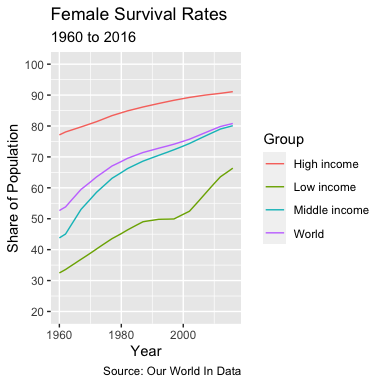 Female Survival Rates
1960 to 2016
100
90
80
70
60
50
40
30
20
Share of Population
1960
1980
2000
Year
Group
High income
Low income
Middle income
World
Source: Our World In Data